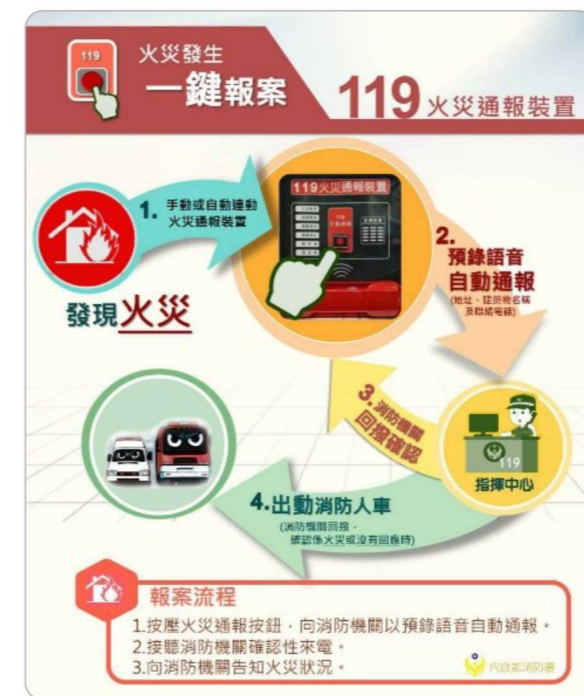 119
火災發生
一鍵報案
119火災通報裝置
1. 手動或自動連動
火災通報裝置
發現火災
119火災通報裝置
119
2.
預錄語音
自動通報
(地址、建築物名稱
及聯絡電話)
3. 消防機關
回撥確認
119
指揮中心
4.出動消防人車
(消防機關回撥,
確認係火災或沒有回應時)
報案流程
1.按壓火災通報按鈕,向消防機關以預錄語音自動通報。
2.接聽消防機關確認性來電。
3.向消防機關告知火災狀況。
內政部消防署